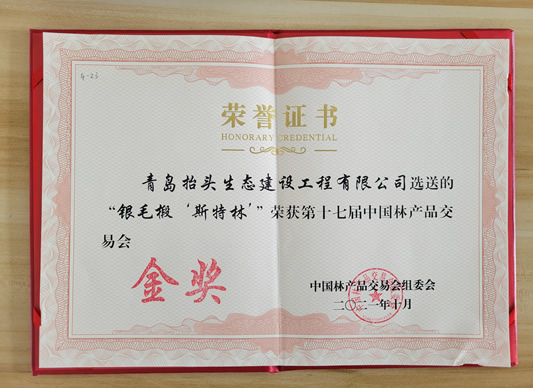 9-23
荣誉证书
HONORARY CREDENTIAL
青岛抬头生态建设工程有限公司选送的
“银毛椴‘斯特林’”荣获第十七届中国林产品交
易会
金奖
中国林产品交易会组委会
二〇二一年十月